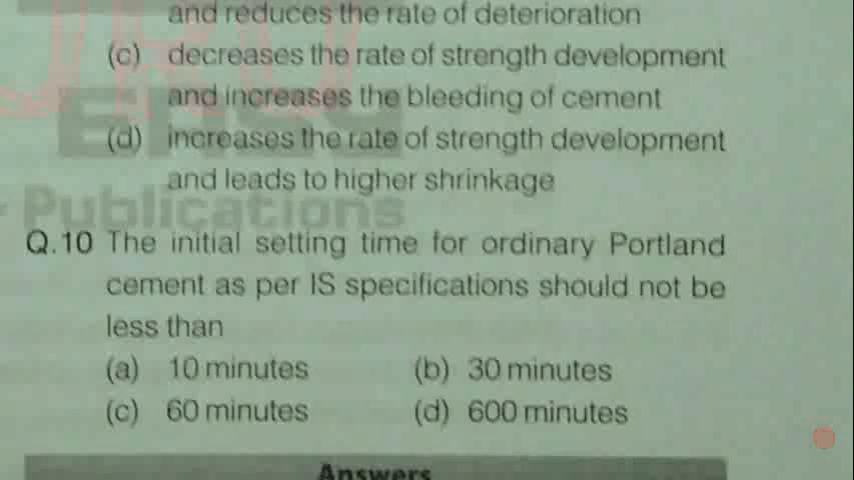 and reduces the rate of deterioration
(c) decreases the rate of strength development
and increases the bleeding of cement
(d) increases the rate of strength development
and leads to higher shrinkage
Publications
Q.10 The initial setting time for ordinary Portland
cement as per IS specifications should not be
less than
(a) 10 minutes (b) 30 minutes
(c) 60 minutes (d) 600 minutes
Answers